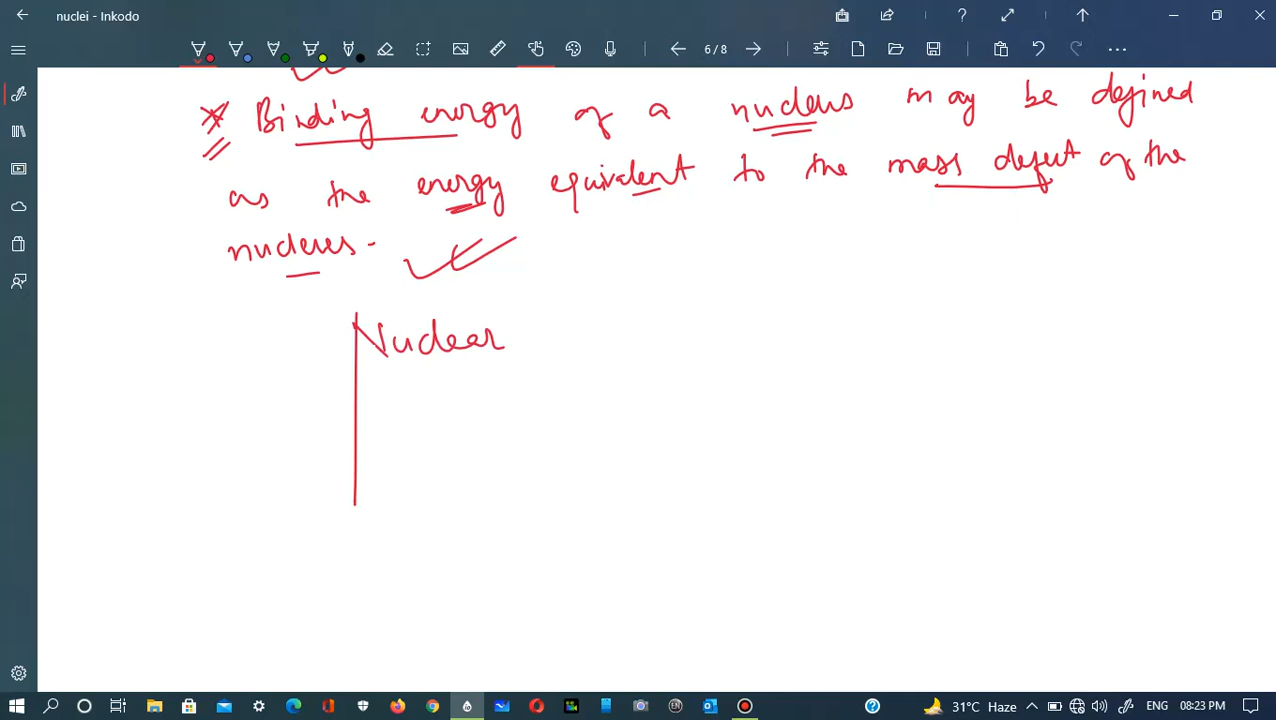 nuclei - Inkodo
6/8
* Binding energy of a nucleus may be defined
as the energy equivalent to the mass defect of the
nucleus.
Nuclear
31°C Haze
ENG
08:23 PM